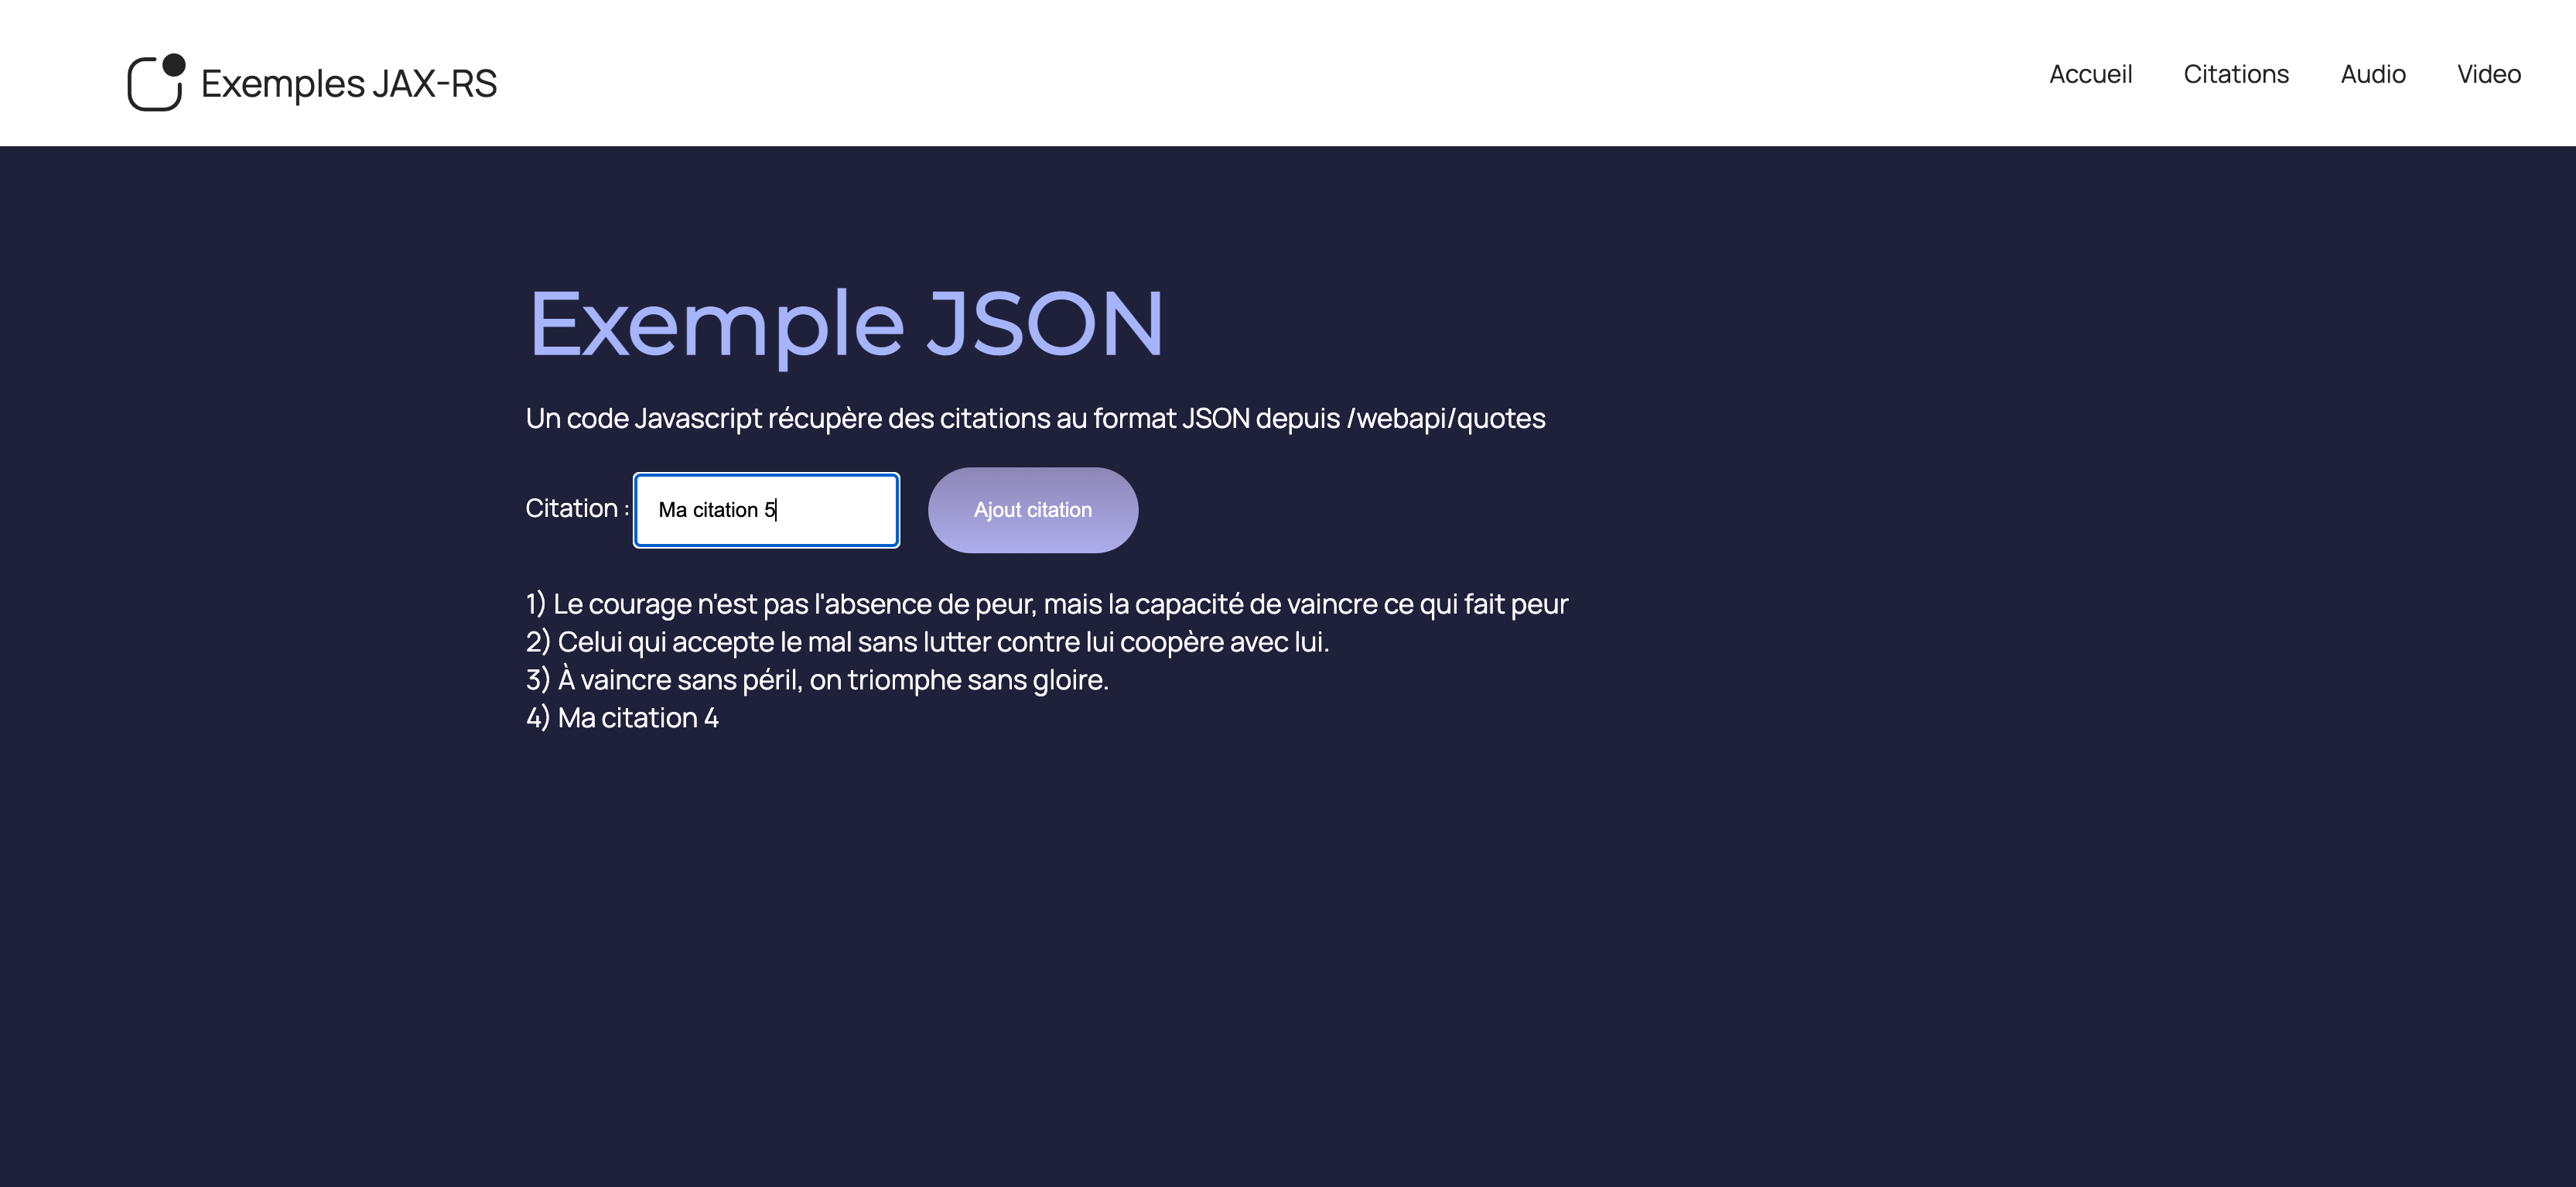 Exemples JAX-RS
Accueil Citations Audio Video
Exemple JSON
Un code Javascript récupère des citations au format JSON depuis /webapi/quotes
Citation : Ma citation 5 Ajout citation
1) Le courage n'est pas l'absence de peur, mais la capacité de vaincre ce qui fait peur
2) Celui qui accepte le mal sans lutter contre lui coopère avec lui.
3) À vaincre sans péril, on triomphe sans gloire.
4) Ma citation 4